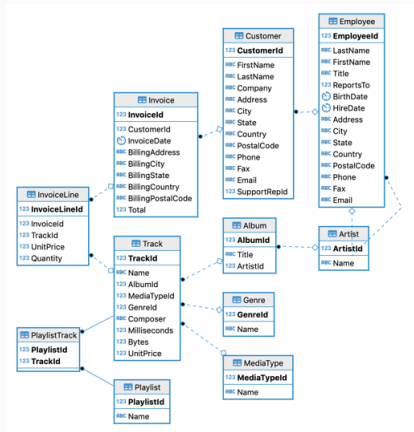 Employee
123 EmployeeId
ABC LastName
ABC FirstName
ABC Title
123 ReportsTo
BirthDate
HireDate
ABC Address
ABC City
ABC State
ABC Country
ABC PostalCode
ABC Phone
ABC Fax
ABC Email
Customer
123 CustomerId
ABC FirstName
ABC LastName
ABC Company
ABC Address
ABC City
ABC State
ABC Country
ABC PostalCode
ABC Phone
ABC Fax
ABC Email
123 SupportRepId
Invoice
123 InvoiceId
123 CustomerId
InvoiceDate
ABC BillingAddress
ABC BillingCity
ABC BillingState
ABC BillingCountry
ABC BillingPostalCode
123 Total
InvoiceLine
123 InvoiceLineId
123 InvoiceId
123 TrackId
123 UnitPrice
123 Quantity
Track
123 TrackId
ABC Name
123 AlbumId
123 MediaTypeId
123 GenreId
ABC Composer
123 Milliseconds
123 Bytes
123 UnitPrice
Album
123 AlbumId
ABC Title
123 ArtistId
Artist
123 ArtistId
ABC Name
Genre
123 GenreId
ABC Name
MediaType
123 MediaTypeId
ABC Name
PlaylistTrack
123 PlaylistId
123 TrackId
Playlist
123 PlaylistId
ABC Name